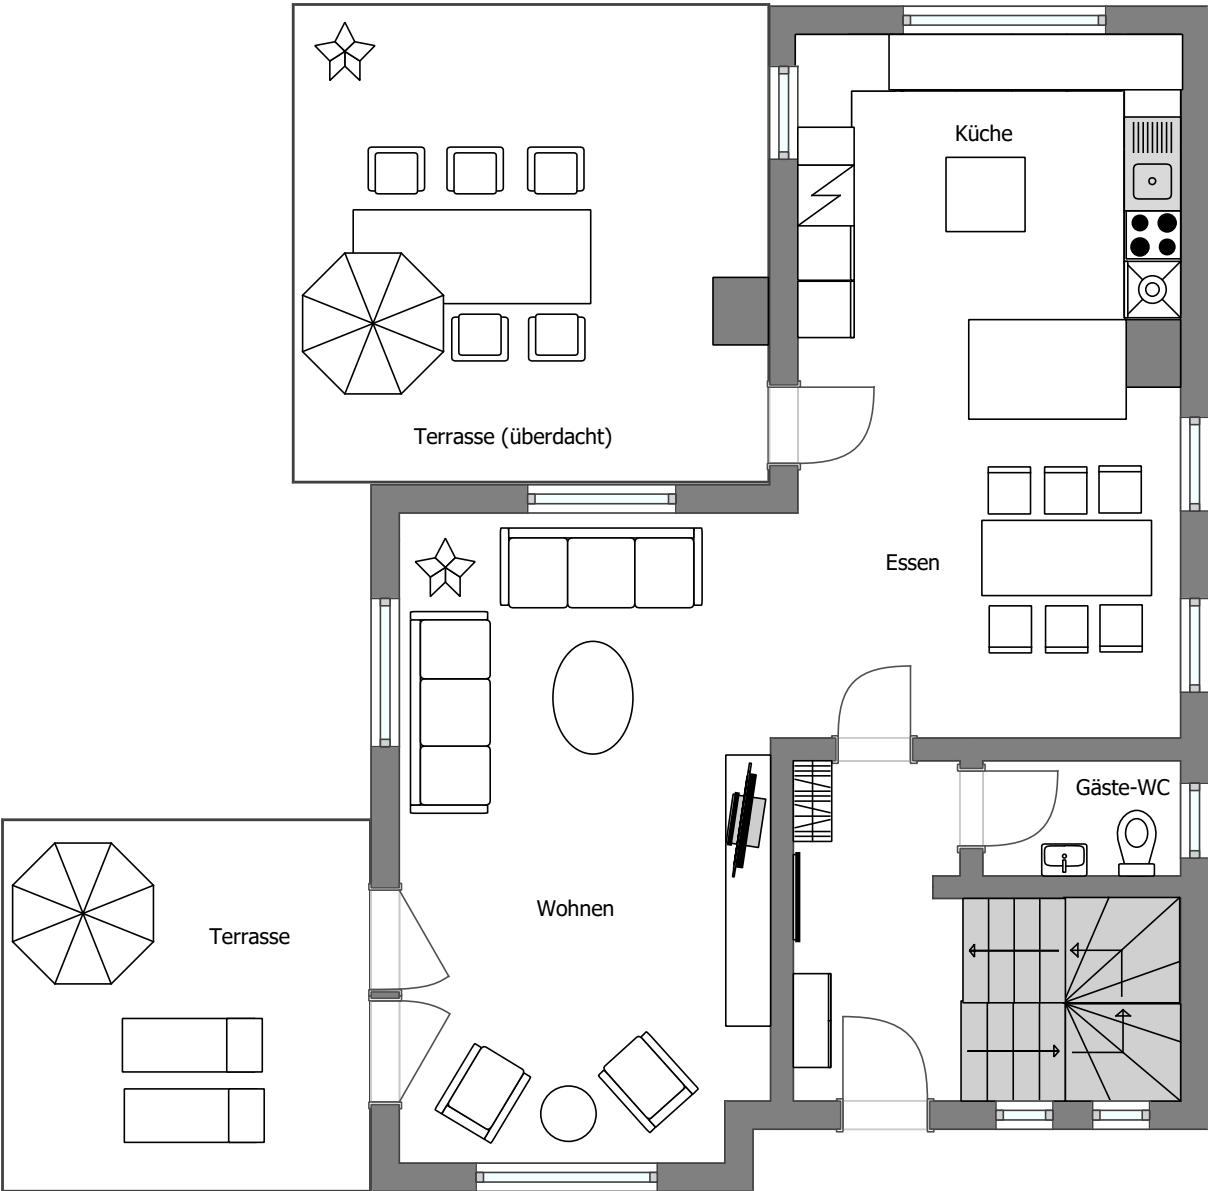 Küche
Terrasse (überdacht)
Essen
Gäste-WC
Wohnen
Terrasse